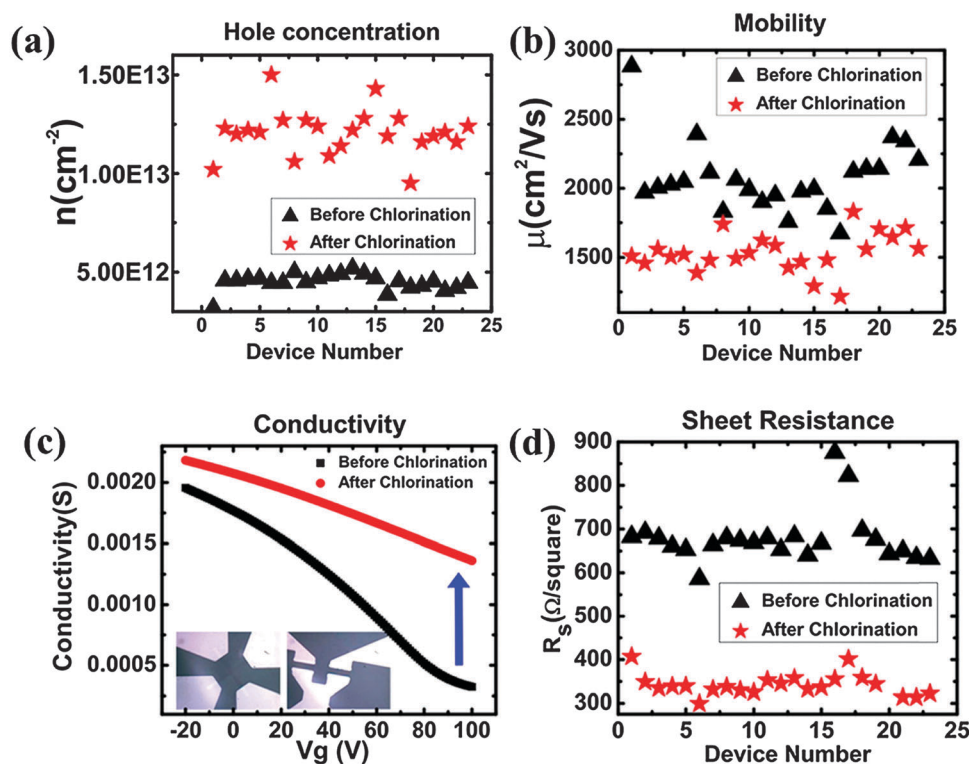 (a)
Hole concentration
n(cm⁻²)
1.50E13
1.00E13
5.00E12
Before Chlorination
After Chlorination
0 5 10 15 20 25
Device Number
(b)
Mobility
μ(cm²/Vs)
3000
2500
2000
1500
Before Chlorination
After Chlorination
0 5 10 15 20 25
Device Number
(c)
Conductivity
Conductivity(S)
0.0020
0.0015
0.0010
0.0005
Before Chlorination
After Chlorination
-20 0 20 40 60 80 100
Vg (V)
(d)
Sheet Resistance
Rₛ(Ω/square)
900
800
700
600
500
400
300
Before Chlorination
After Chlorination
0 5 10 15 20 25
Device Number